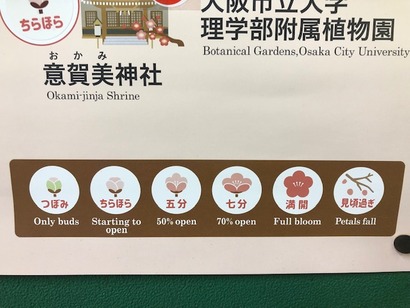 ちらほら
大阪市立大学
理学部附属植物園
Botanical Gardens,Osaka City University
おかみ
意賀美神社
Okami-jinja Shrine
つぼみ ちらほら 五分 七分 満開 見頃過ぎ
Only buds Starting to open 50% open 70% open Full bloom Petals fall